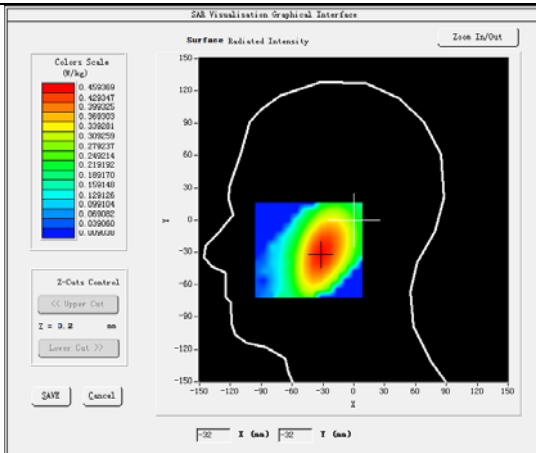 SAR Visualisation Graphical Interface
Surface Radiated Intensity
Zoom In/Out
Colors Scale
(W/kg)
0.459369
0.429347
0.399325
0.369303
0.339281
0.309259
0.279237
0.249214
0.219192
0.189170
0.159148
0.129126
0.099104
0.069082
0.039060
0.009038
150
120
90
60
30
0
-30
-60
-90
-120
-150
Y
-150 -120 -90 -60 -30 0 30 60 90 120 150
X
Z-Cuts Control
<< Upper Cut
Z = 3.2 mm
Lower Cut >>
SAVE Cancel
-32 X (mm) -32 Y (mm)